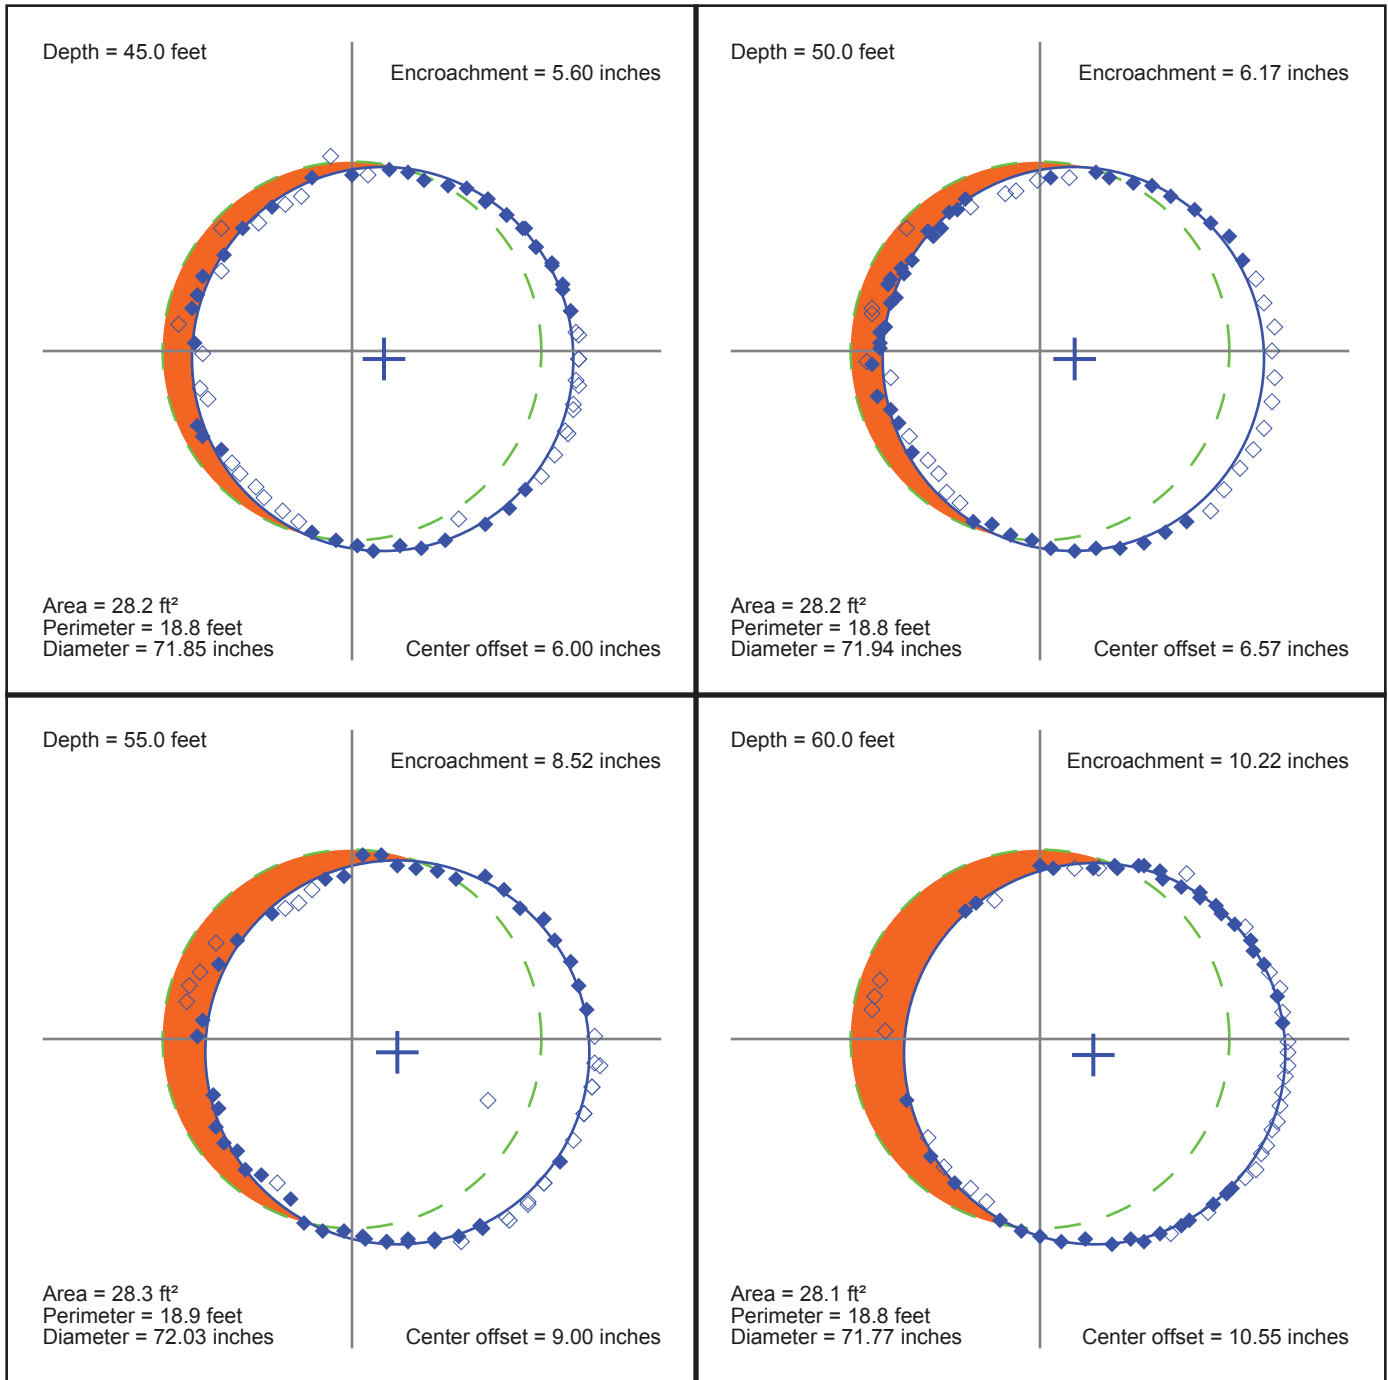 Depth = 45.0 feet
Encroachment = 5.60 inches
Area = 28.2 ft²
Perimeter = 18.8 feet
Diameter = 71.85 inches
Center offset = 6.00 inches
Depth = 50.0 feet
Encroachment = 6.17 inches
Area = 28.2 ft²
Perimeter = 18.8 feet
Diameter = 71.94 inches
Center offset = 6.57 inches
Depth = 55.0 feet
Encroachment = 8.52 inches
Area = 28.3 ft²
Perimeter = 18.9 feet
Diameter = 72.03 inches
Center offset = 9.00 inches
Depth = 60.0 feet
Encroachment = 10.22 inches
Area = 28.1 ft²
Perimeter = 18.8 feet
Diameter = 71.77 inches
Center offset = 10.55 inches